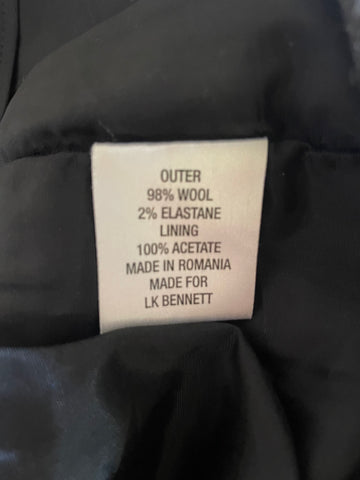 OUTER
98% WOOL
2% ELASTANE
LINING
100% ACETATE
MADE IN ROMANIA
MADE FOR
LK BENNETT